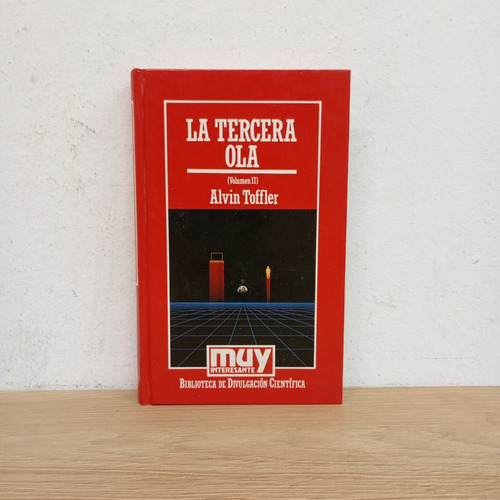 LA TERCERA
OLA
(Volumen II)
Alvin Toffler
muy
INTERESANTE
BIBLIOTECA DE DIVULGACIÓN CIENTÍFICA